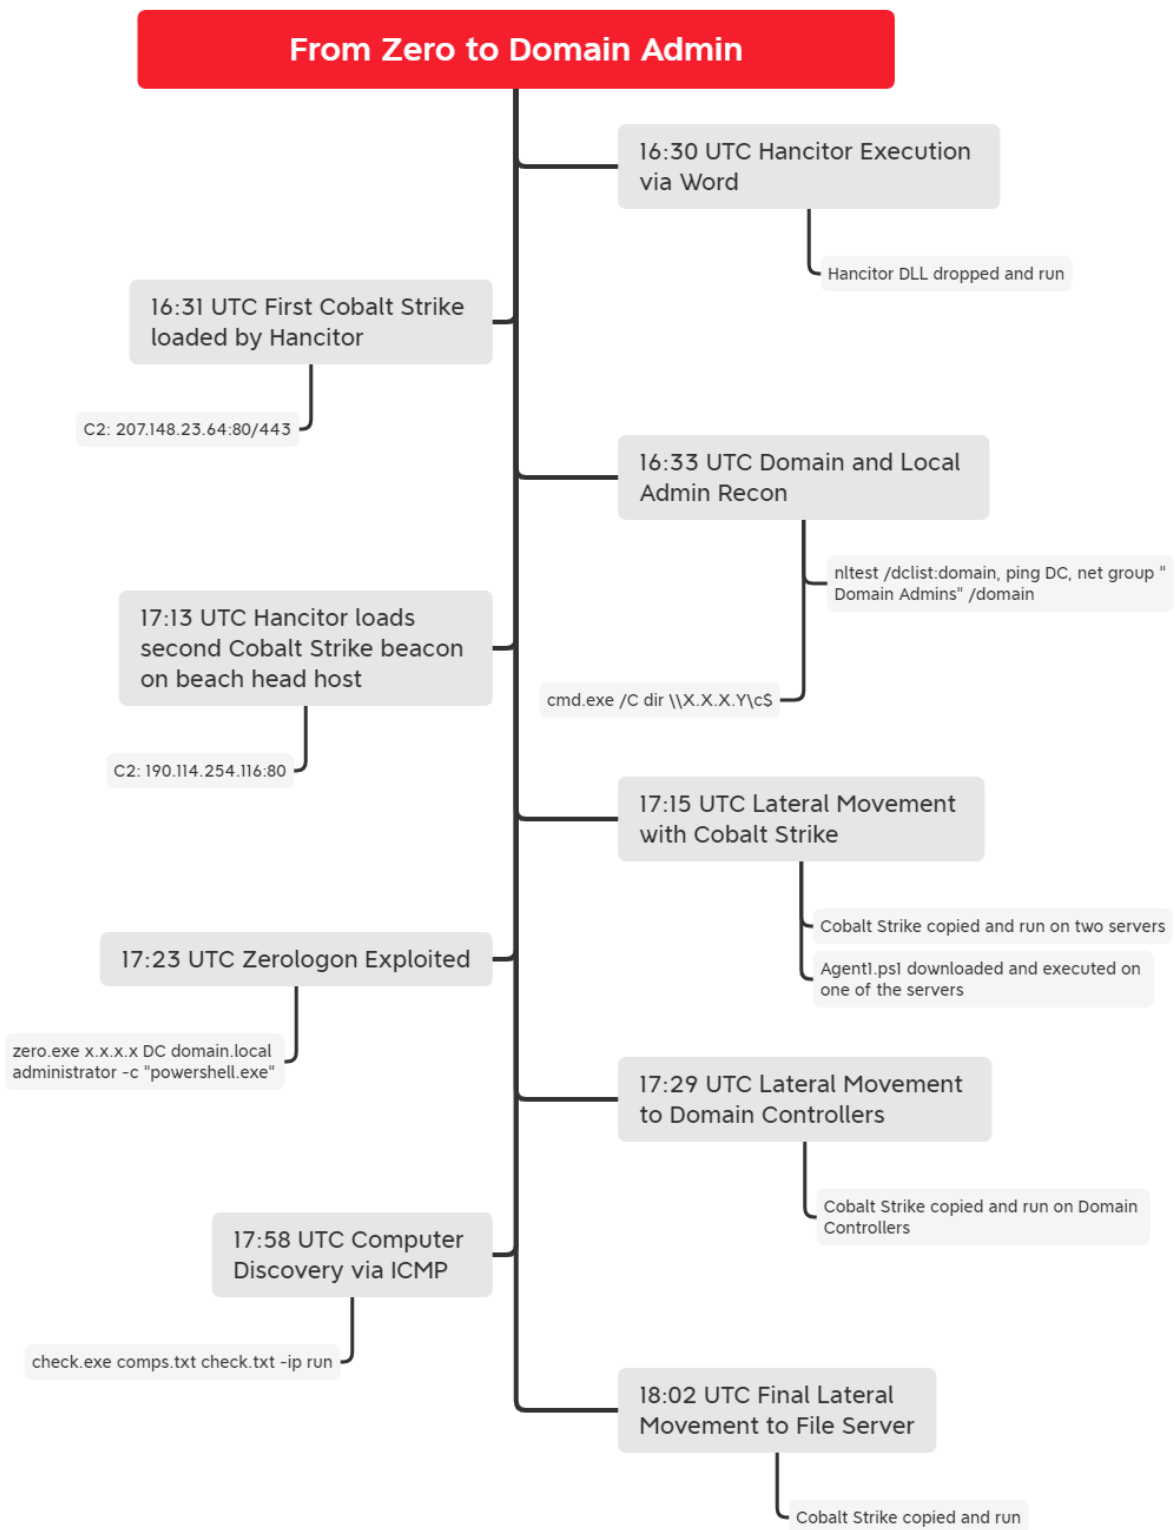 From Zero to Domain Admin
16:30 UTC Hancitor Execution
via Word
Hancitor DLL dropped and run
16:31 UTC First Cobalt Strike
loaded by Hancitor
C2: 207.148.23.64:80/443
16:33 UTC Domain and Local
Admin Recon
nltest /dclist:domain, ping DC, net group "
Domain Admins" /domain
cmd.exe /C dir \\X.X.X.Y\c$
17:13 UTC Hancitor loads
second Cobalt Strike beacon
on beach head host
C2: 190.114.254.116:80
17:15 UTC Lateral Movement
with Cobalt Strike
Cobalt Strike copied and run on two servers
Agent1.ps1 downloaded and executed on
one of the servers
17:23 UTC Zerologon Exploited
zero.exe x.x.x.x DC domain.local
administrator -c "powershell.exe"
17:29 UTC Lateral Movement
to Domain Controllers
Cobalt Strike copied and run on Domain
Controllers
17:58 UTC Computer
Discovery via ICMP
check.exe comps.txt check.txt -ip run
18:02 UTC Final Lateral
Movement to File Server
Cobalt Strike copied and run